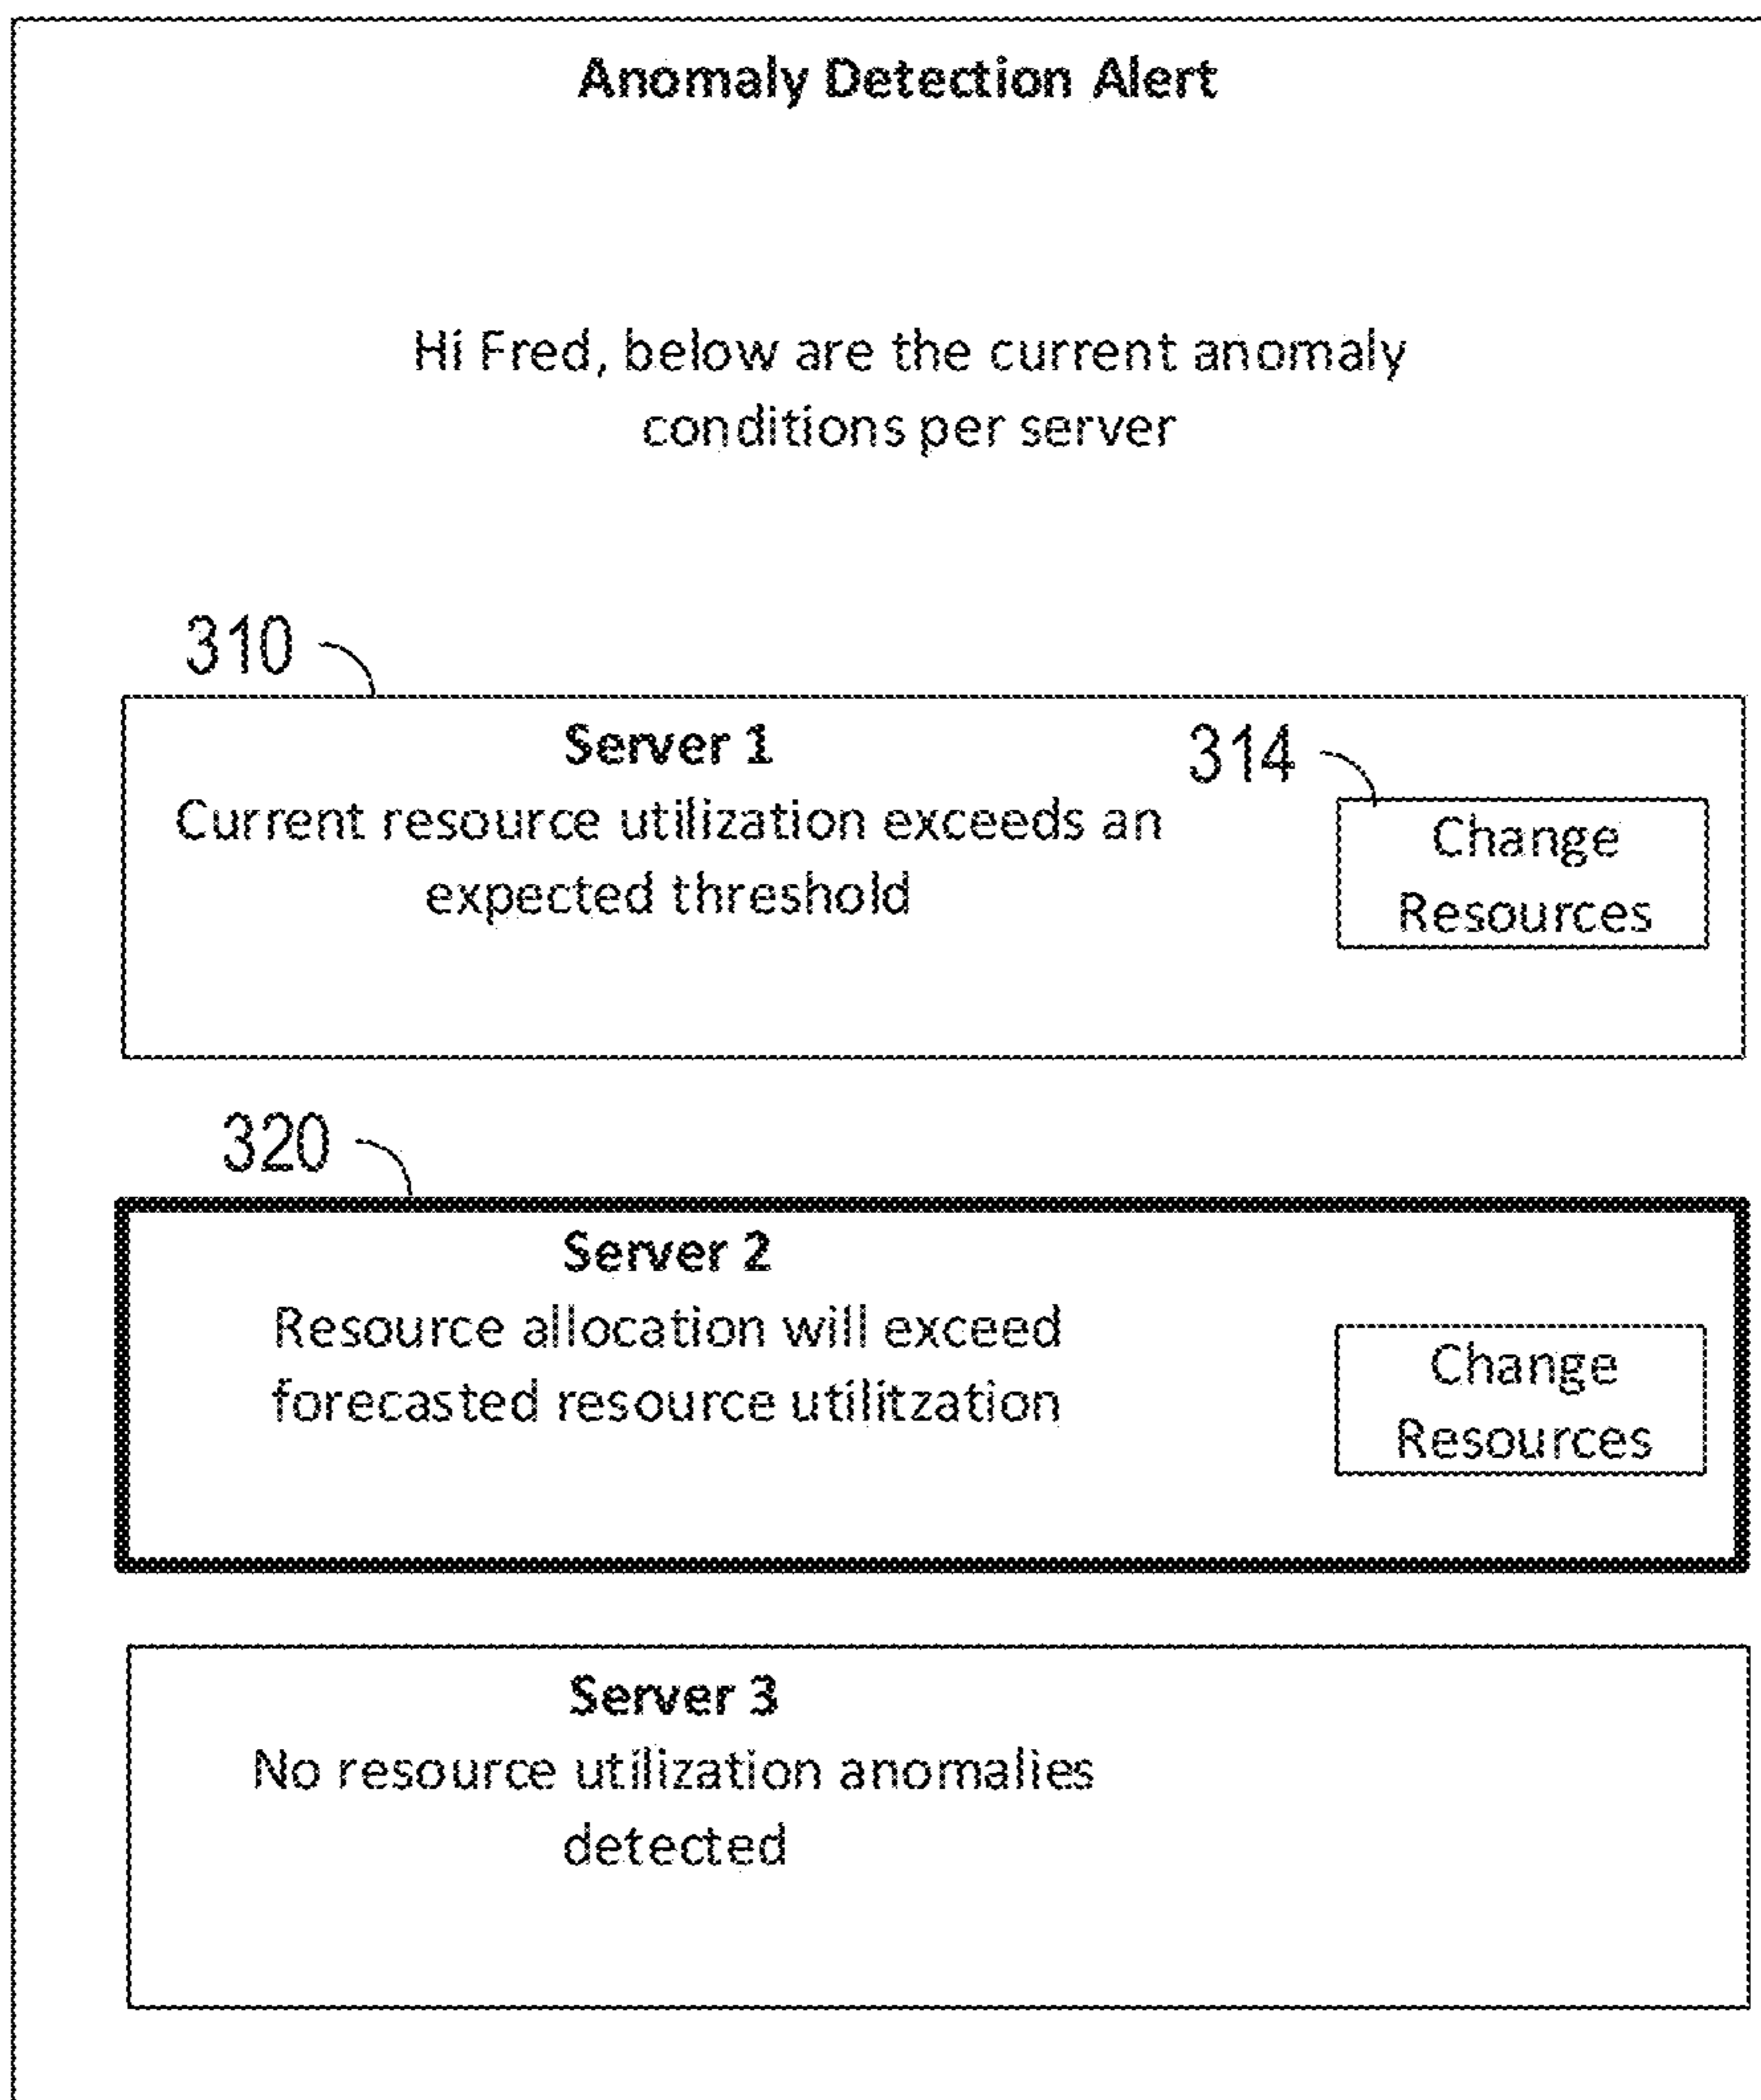 Anomaly Detection Alert
Hi Fred, below are the current anomaly
conditions per server
310
Server 1
314
Current resource utilization exceeds an
expected threshold
Change
Resources
320
Server 2
Resource allocation will exceed
forecasted resource utilitzation
Change
Resources
Server 3
No resource utilization anomalies
detected